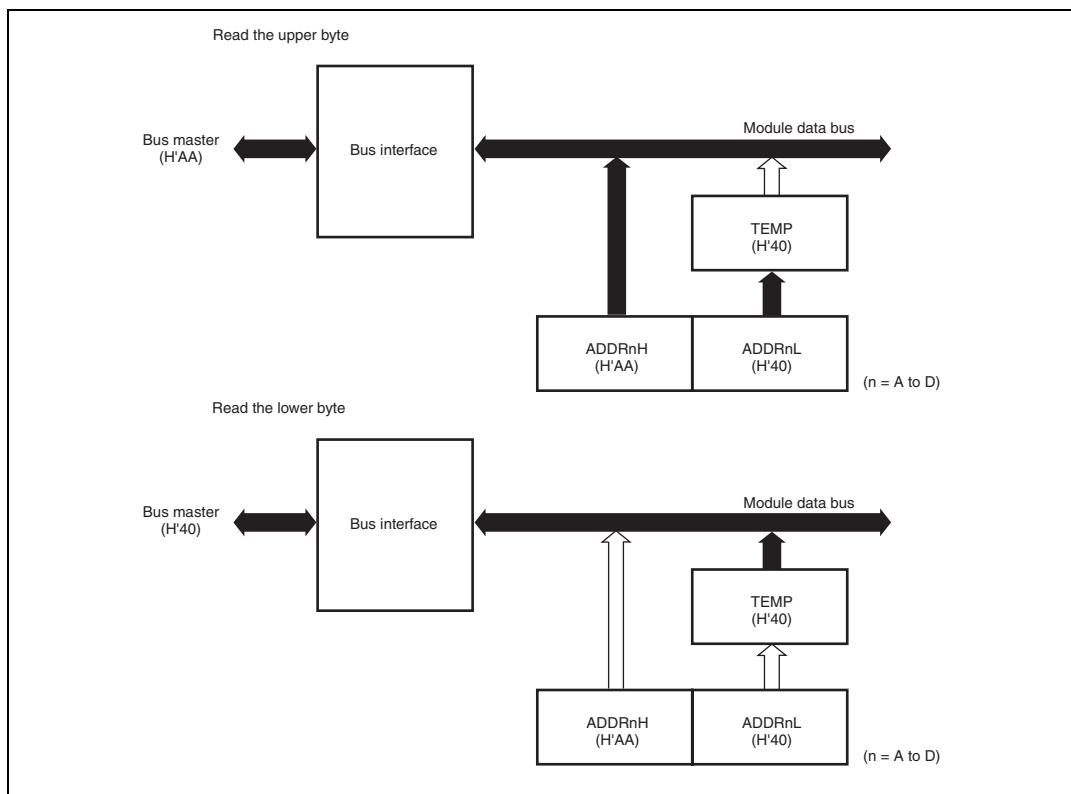 Read the upper byte
Bus master
(H'AA)
Bus interface
Module data bus
TEMP
(H'40)
ADDRnH
(H'AA)
ADDRnL
(H'40)
(n = A to D)
Read the lower byte
Bus master
(H'40)
Bus interface
Module data bus
TEMP
(H'40)
ADDRnH
(H'AA)
ADDRnL
(H'40)
(n = A to D)